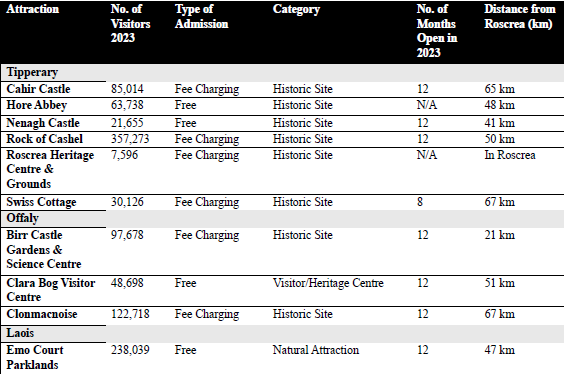 Attraction No. of Visitors 2023 Type of Admission Category No. of Months Open in 2023 Distance from Roscrea (km)
Tipperary
Cahir Castle 85,014 Fee Charging Historic Site 12 65 km
Hore Abbey 63,738 Free Historic Site N/A 48 km
Nenagh Castle 21,655 Free Historic Site 12 41 km
Rock of Cashel 357,273 Fee Charging Historic Site 12 50 km
Roscrea Heritage Centre & Grounds 7,596 Fee Charging Historic Site N/A In Roscrea
Swiss Cottage 30,126 Fee Charging Historic Site 8 67 km
Offaly
Birr Castle Gardens & Science Centre 97,678 Fee Charging Historic Site 12 21 km
Clara Bog Visitor Centre 48,698 Free Visitor/Heritage Centre 12 51 km
Clonmacnoise 122,718 Fee Charging Historic Site 12 67 km
Laois
Emo Court Parklands 238,039 Free Natural Attraction 12 47 km